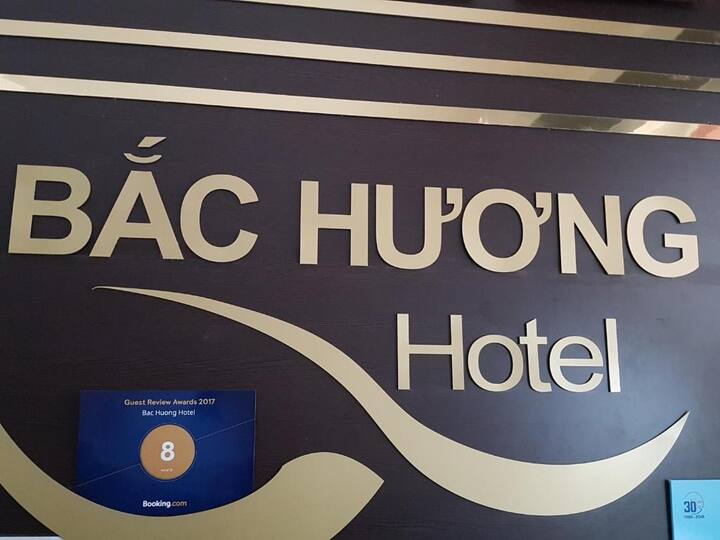 BẮC HƯƠNG
Hotel
Guest Review Awards 2017
Bac Huong Hotel
8
Booking.com
30